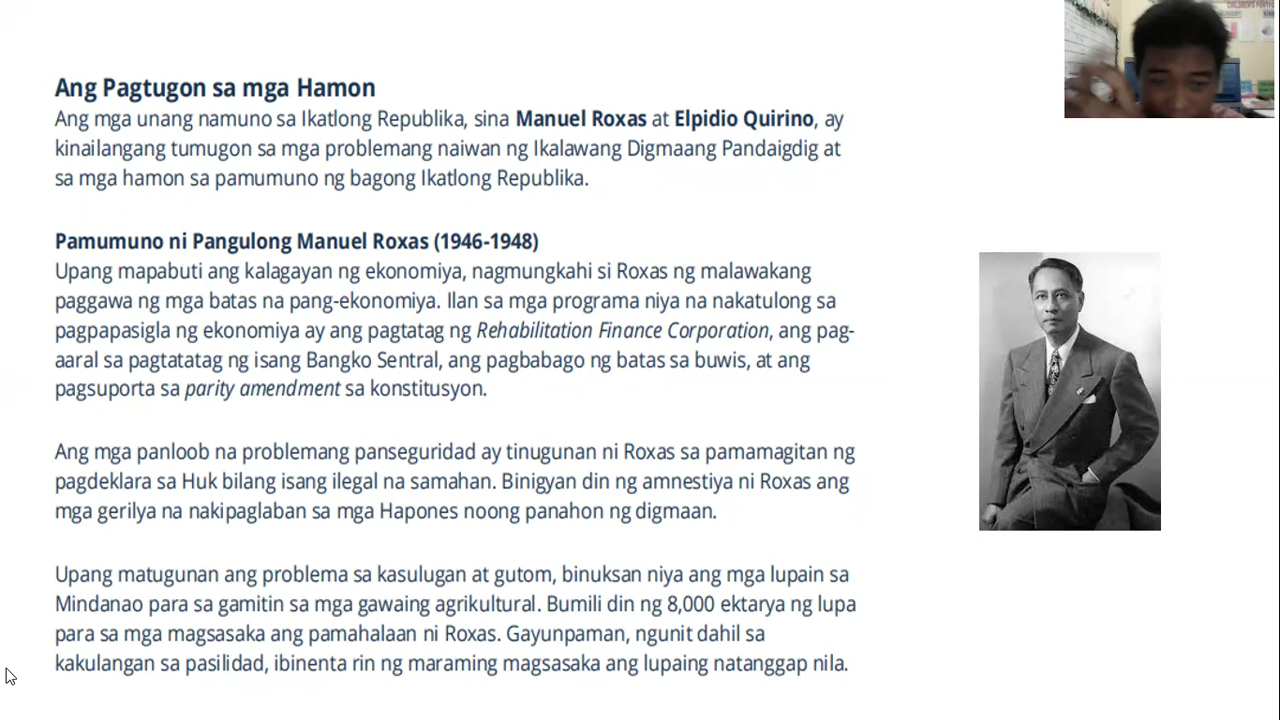 Ang Pagtugon sa mga Hamon
Ang mga unang namuno sa Ikatlong Republika, sina Manuel Roxas at Elpidio Quirino, ay
kinailangang tumugon sa mga problemang naiwan ng Ikalawang Digmaang Pandaigdig at
sa mga hamon sa pamumuno ng bagong Ikatlong Republika.
Pamumuno ni Pangulong Manuel Roxas (1946-1948)
Upang mapabuti ang kalagayan ng ekonomiya, nagmungkahi si Roxas ng malawakang
paggawa ng mga batas na pang-ekonomiya. Ilan sa mga programa niya na nakatulong sa
pagpapasigla ng ekonomiya ay ang pagtatag ng Rehabilitation Finance Corporation, ang pag-
aaral sa pagtatatag ng isang Bangko Sentral, ang pagbabago ng batas sa buwis, at ang
pagsuporta sa parity amendment sa konstitusyon.
Ang mga panloob na problemang panseguridad ay tinugunan ni Roxas sa pamamagitan ng
pagdeklara sa Huk bilang isang ilegal na samahan. Binigyan din ng amnestiya ni Roxas ang
mga gerilya na nakipaglaban sa mga Hapones noong panahon ng digmaan.
Upang matugunan ang problema sa kasulugan at gutom, binuksan niya ang mga lupain sa
Mindanao para sa gamitin sa mga gawaing agrikultural. Bumili din ng 8,000 ektarya ng lupa
para sa mga magsasaka ang pamahalaan ni Roxas. Gayunpaman, ngunit dahil sa
kakulangan sa pasilidad, ibinenta rin ng maraming magsasaka ang lupaing natanggap nila.